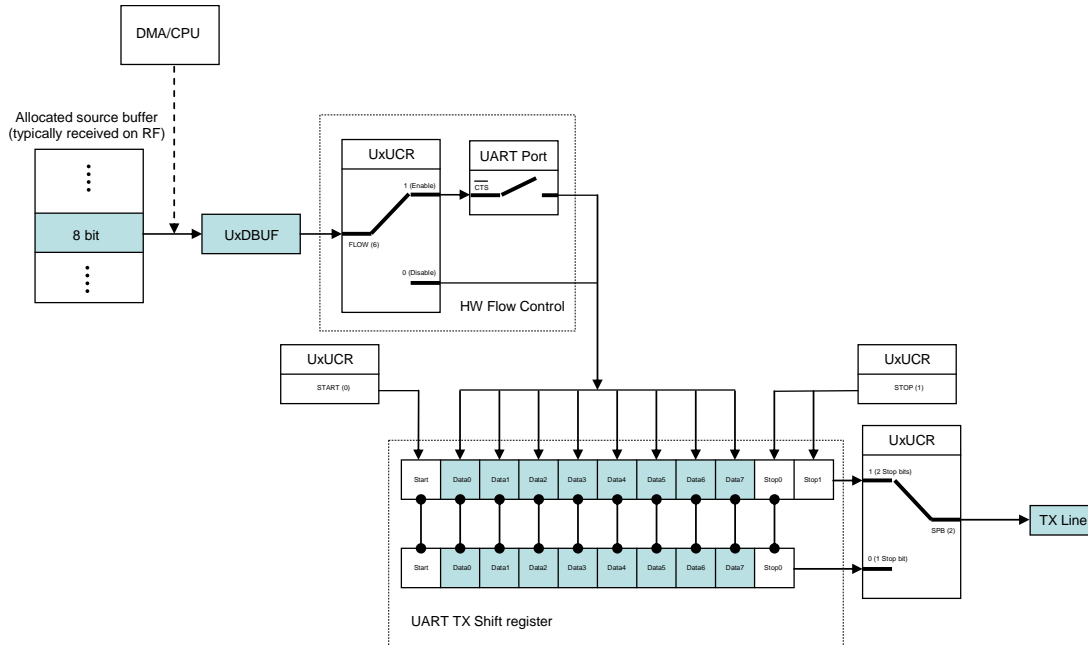 DMA/CPU
Allocated source buffer
(typically received on RF)
8 bit
UxDBUF
UxUCR
1 (Enable)
FLOW (6)
0 (Disable)
UART Port
CTS
HW Flow Control
UxUCR
START (0)
UxUCR
STOP (1)
Start Data0 Data1 Data2 Data3 Data4 Data5 Data6 Data7 Stop0 Stop1
Start Data0 Data1 Data2 Data3 Data4 Data5 Data6 Data7 Stop0
UART TX Shift register
UxUCR
1 (2 Stop bits)
SPB (2)
0 (1 Stop bit)
TX Line